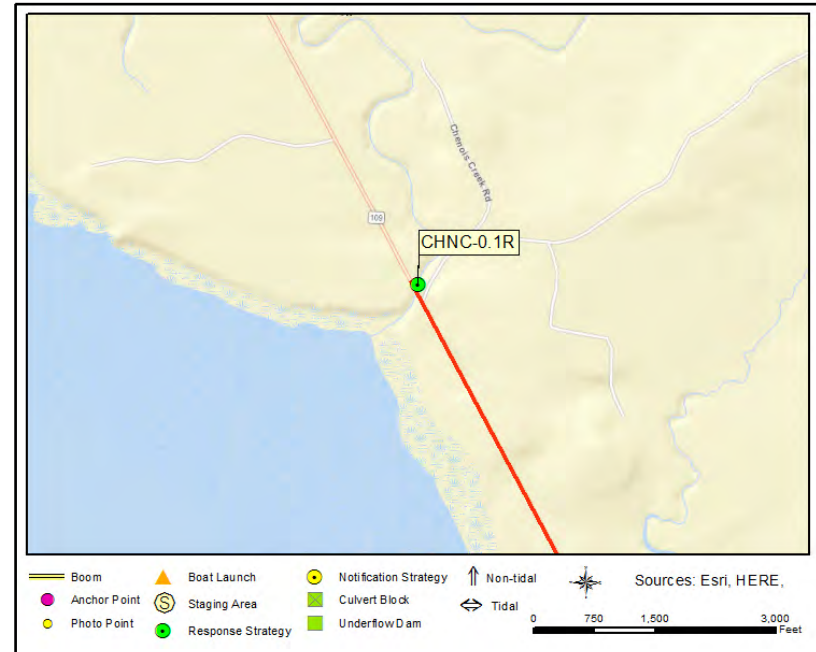 Chenois Creek Rd
109
CHNC-0.1R
Boom
Boat Launch
Notification Strategy
Non-tidal
Sources: Esri, HERE,
Anchor Point
S
Staging Area
Culvert Block
Tidal
Photo Point
Response Strategy
Underflow Dam
0 750 1,500 3,000
Feet